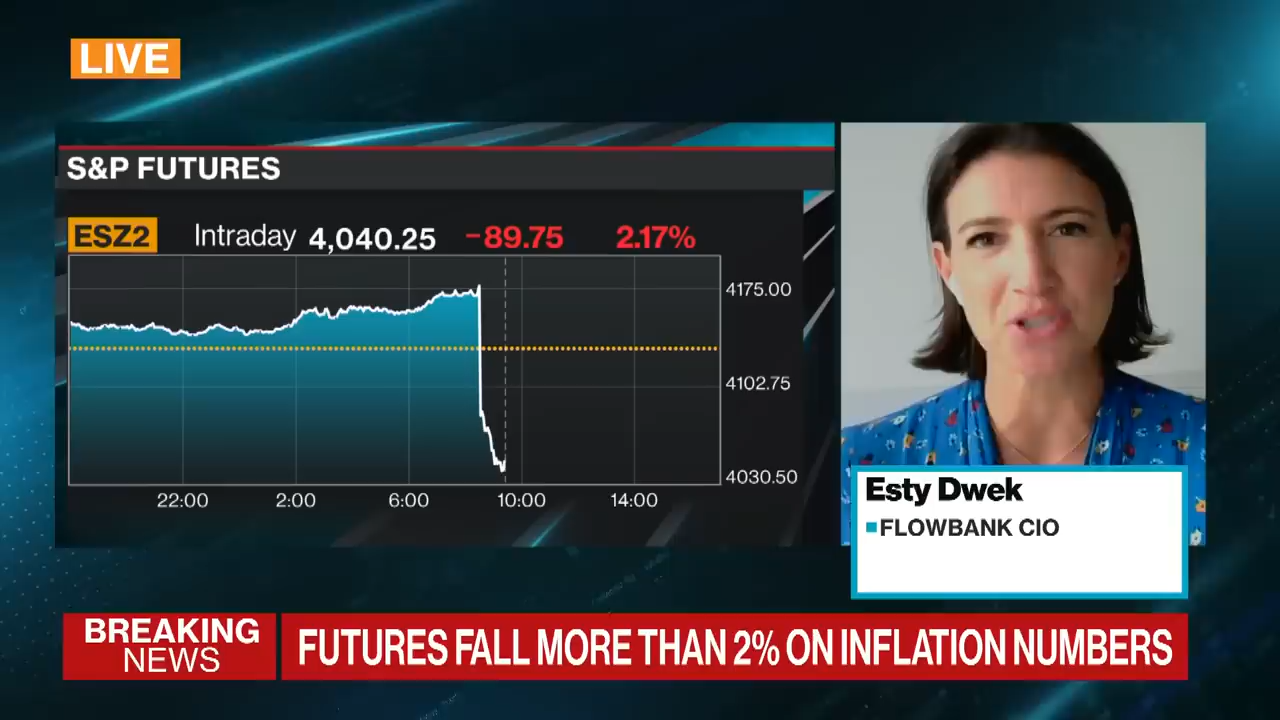 LIVE
S&P FUTURES
ESZ2 Intraday 4,040.25 -89.75 2.17%
4175.00
4102.75
4030.50
22:00 2:00 6:00 10:00 14:00
Esty Dwek
FLOWBANK CIO
BREAKING
NEWS
FUTURES FALL MORE THAN 2% ON INFLATION NUMBERS